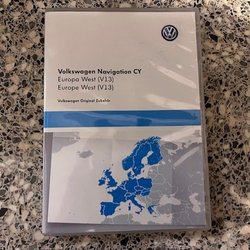 Volkswagen Navigation CY
Europa West (V13)
Europe West (V13)
Volkswagen Original Zubehör